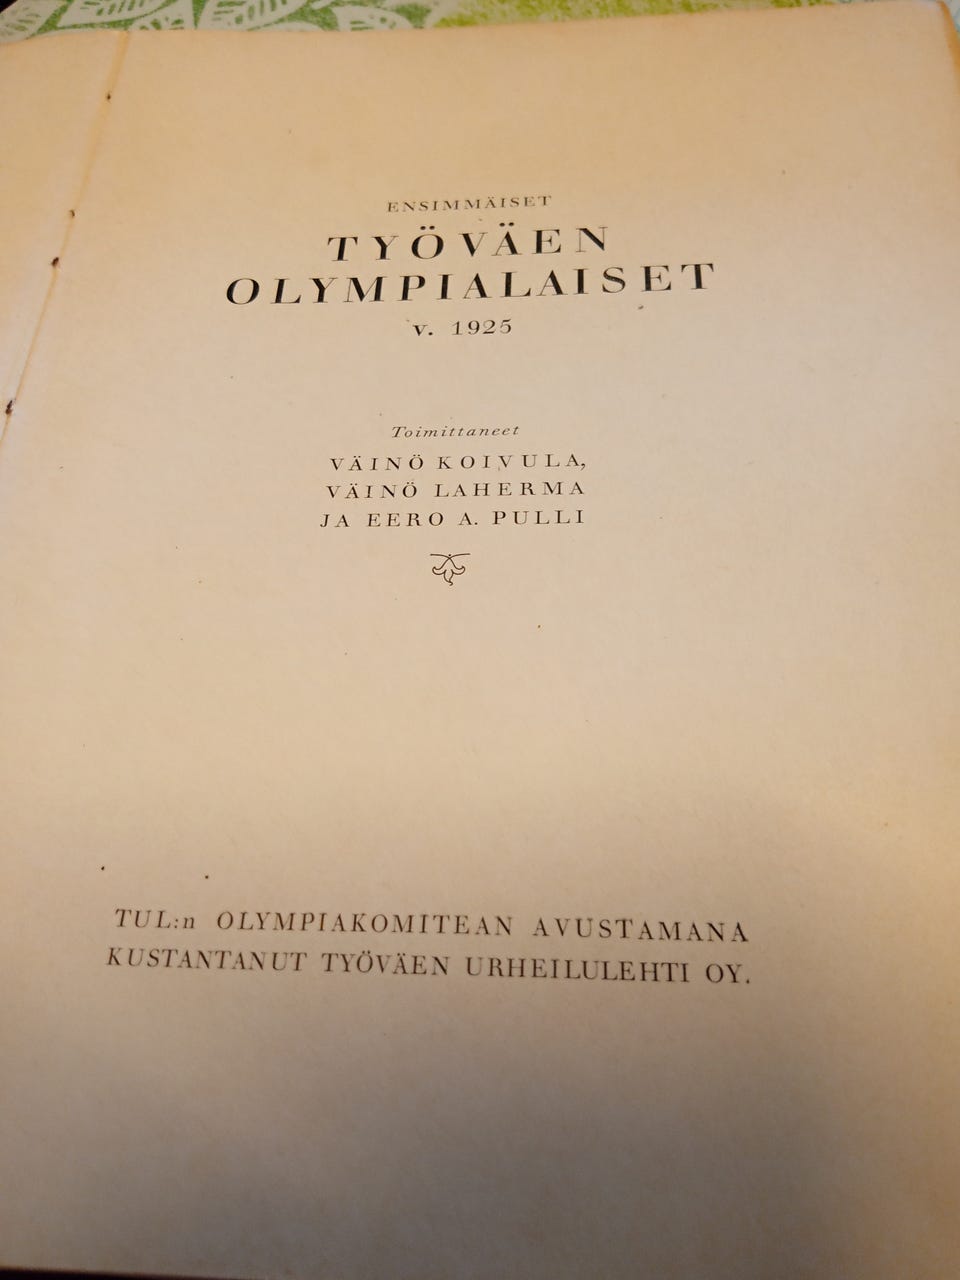 ENSIMMÄISET
TYÖVÄEN
OLYMPIALAISET
v. 1925
Toimittaneet
VÄINÖ KOIVULA,
VÄINÖ LAHERMA
JA EERO A. PULLI
TUL:n OLYMPIAKOMITEAN AVUSTAMANA
KUSTANTANUT TYÖVÄEN URHEILULEHTI OY.